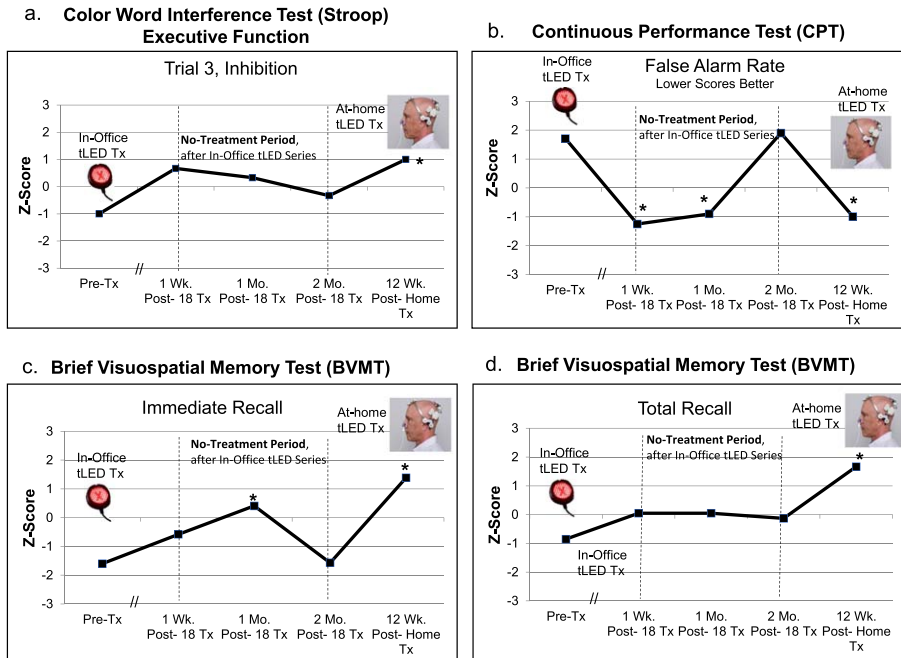 a. Color Word Interference Test (Stroop)
Executive Function
Trial 3, Inhibition
In-Office
tLED Tx
No-Treatment Period,
after In-Office tLED Series
At-home
tLED Tx
Z-Score
3
2
1
0
-1
-2
-3
*
//
Pre-Tx
1 Wk.
Post- 18 Tx
1 Mo.
Post- 18 Tx
2 Mo.
Post- 18 Tx
12 Wk.
Post- Home
Tx
b. Continuous Performance Test (CPT)
In-Office
tLED Tx
False Alarm Rate
Lower Scores Better
No-Treatment Period,
after In-Office tLED Series
At-home
tLED Tx
Z-Score
3
2
1
0
-1
-2
-3
*
*
*
//
Pre-Tx
1 Wk.
Post- 18 Tx
1 Mo.
Post- 18 Tx
2 Mo.
Post- 18 Tx
12 Wk.
Post- Home
Tx
c. Brief Visuospatial Memory Test (BVMT)
Immediate Recall
In-Office
tLED Tx
No-Treatment Period,
after In-Office tLED Series
At-home
tLED Tx
Z-Score
3
2
1
0
-1
-2
-3
*
*
//
Pre-Tx
1 Wk.
Post- 18 Tx
1 Mo.
Post- 18 Tx
2 Mo.
Post- 18 Tx
12 Wk.
Post- Home
Tx
d. Brief Visuospatial Memory Test (BVMT)
Total Recall
In-Office
tLED Tx
No-Treatment Period,
after In-Office tLED Series
At-home
tLED Tx
Z-Score
3
2
1
0
-1
-2
-3
*
In-Office
tLED Tx
//
Pre-Tx
1 Wk.
Post- 18 Tx
1 Mo.
Post- 18 Tx
2 Mo.
Post- 18 Tx
12 Wk.
Post- Home
Tx